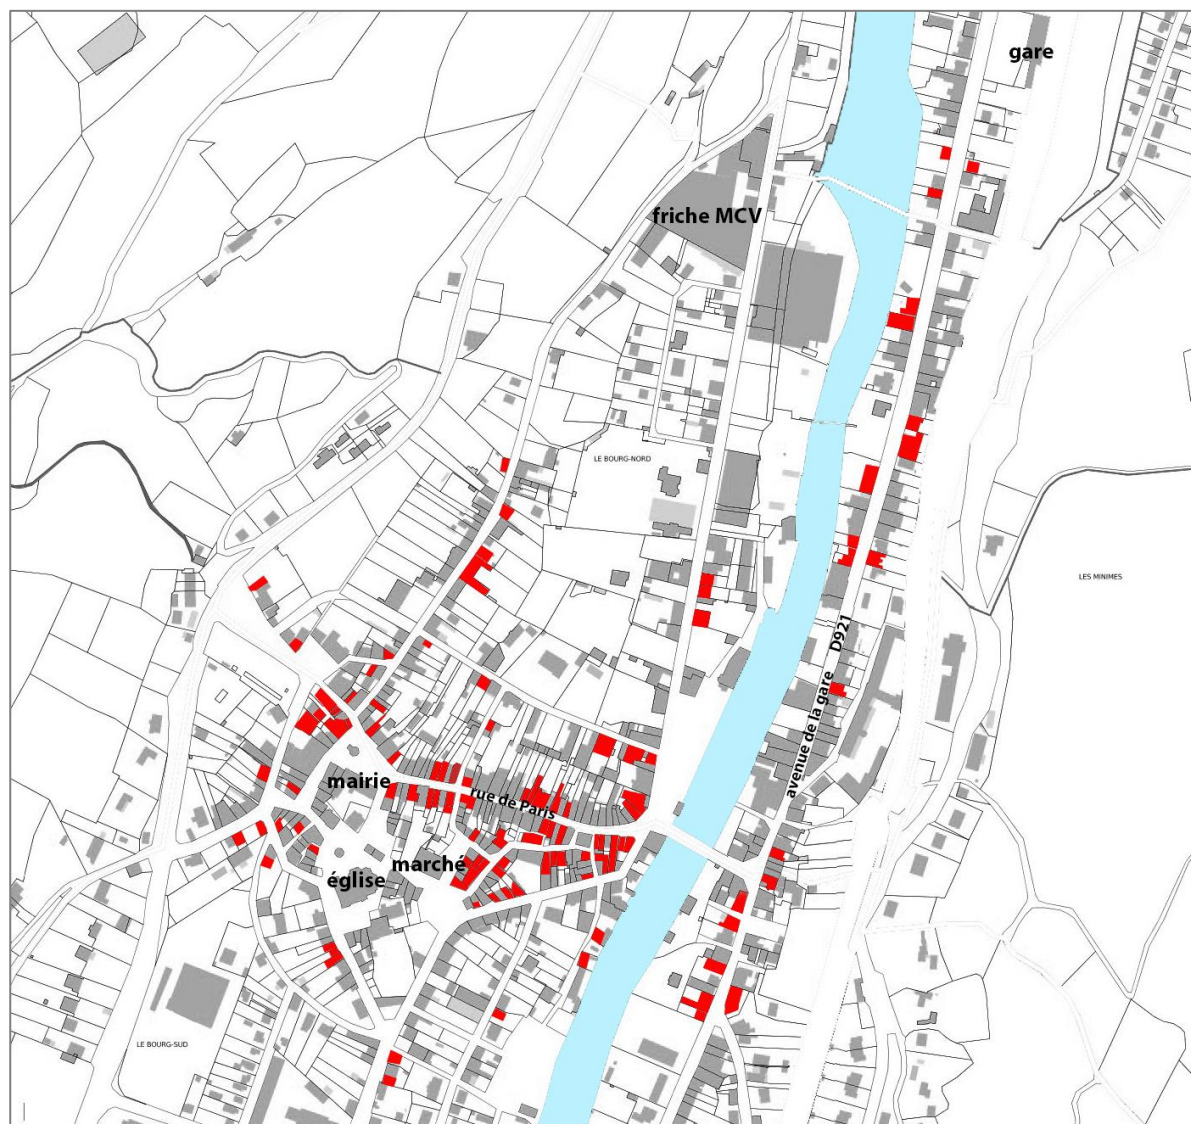 gare
friche MCV
LE BOURG-NORD
LES MINIMES
avenue de la gare D921
mairie
rue de Paris
marché
église
LE BOURG-SUD